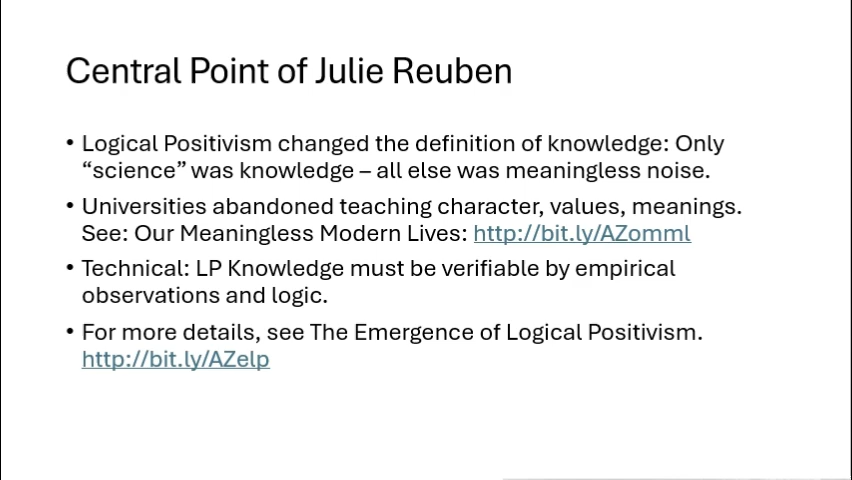 Central Point of Julie Reuben
• Logical Positivism changed the definition of knowledge: Only
“science” was knowledge – all else was meaningless noise.
• Universities abandoned teaching character, values, meanings.
See: Our Meaningless Modern Lives: http://bit.ly/AZomml
• Technical: LP Knowledge must be verifiable by empirical
observations and logic.
• For more details, see The Emergence of Logical Positivism.
http://bit.ly/AZelp